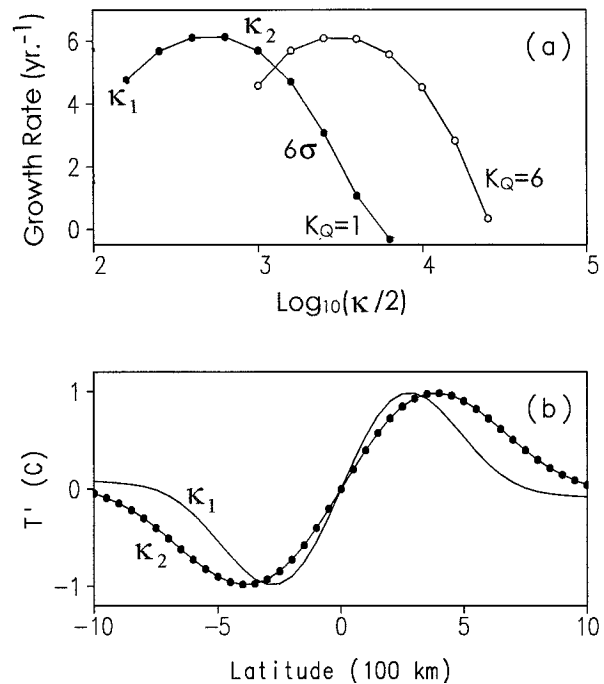 (a)
Growth Rate (yr.⁻¹)
6
4
2
0
κ₁
κ₂
6σ
K_Q=1
K_Q=6
2
3
4
5
Log₁₀(κ/2)
(b)
T' (C)
1
0
-1
κ₁
κ₂
-10
-5
0
5
10
Latitude (100 km)